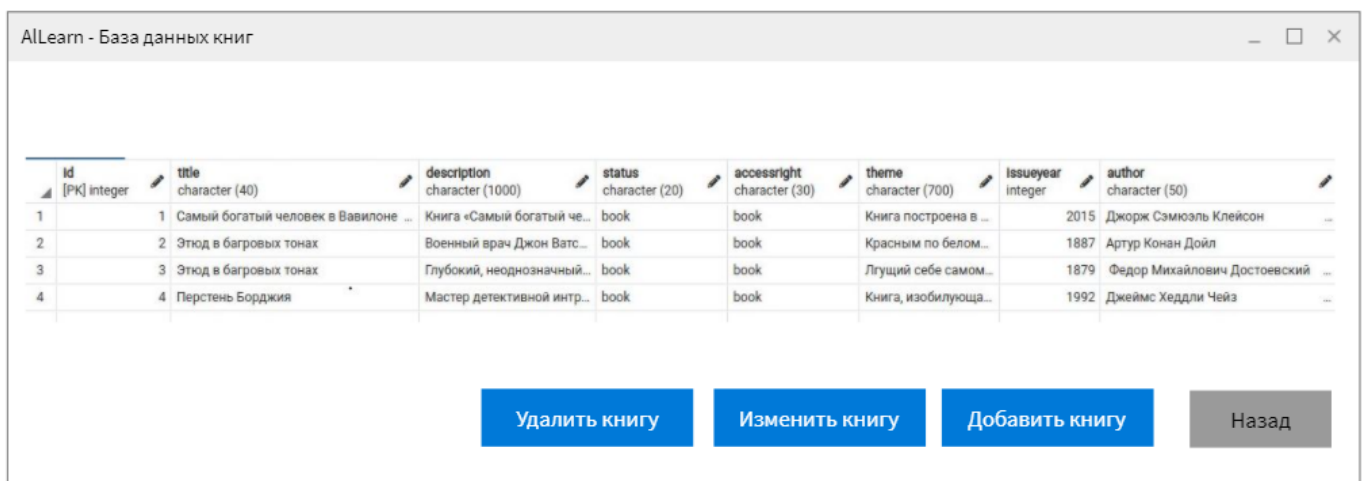 AlLearn - База данных книг
id title description status accessright theme issueyear author
[PK] integer character (40) character (1000) character (20) character (30) character (700) integer character (50)
1 1 Самый богатый человек в Вавилоне ... Книга «Самый богатый че... book book Книга построена в ... 2015 Джорж Сэмюэль Клейсон ...
2 2 Этюд в багровых тонах Военный врач Джон Ватс... book book Красным по белом... 1887 Артур Конан Дойл
3 3 Этюд в багровых тонах Глубокий, неоднозначный... book book Лгущий себе самом... 1879 Федор Михайлович Достоевский ...
4 4 Перстень Борджия Мастер детективной интр... book book Книга, изобилующа... 1992 Джеймс Хеддли Чейз ...
Удалить книгу Изменить книгу Добавить книгу Назад